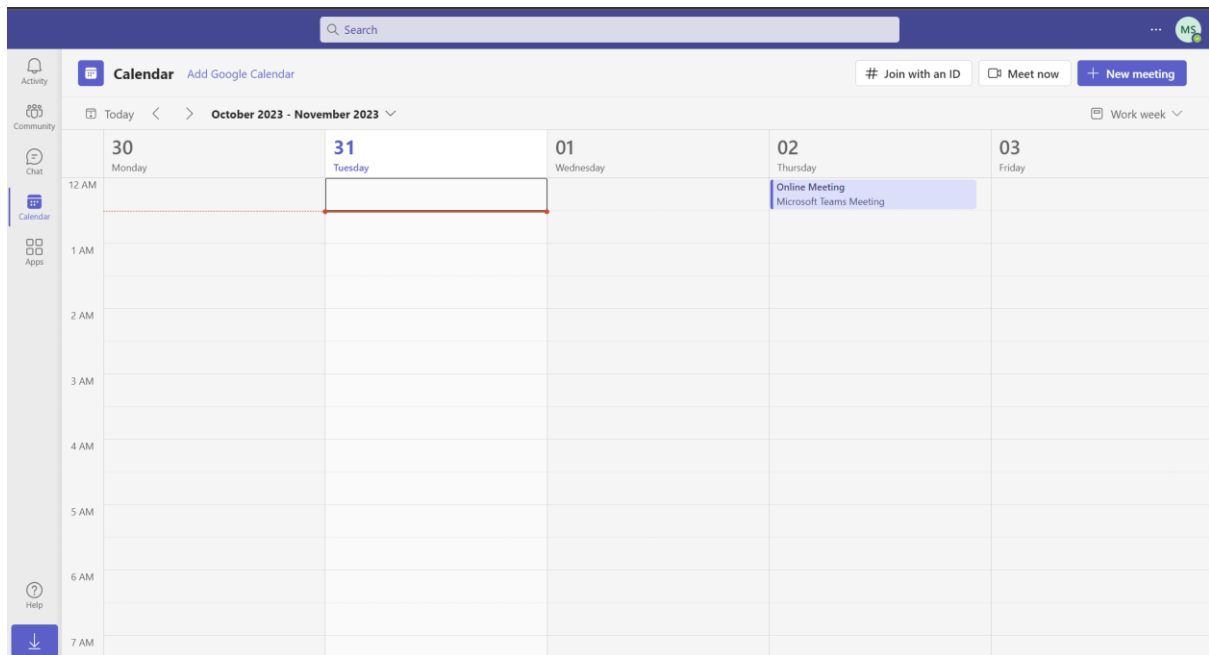 Search
...
MS
Activity
Community
Chat
Calendar
Apps
Help
Calendar Add Google Calendar
# Join with an ID Meet now + New meeting
Today October 2023 - November 2023 Work week
30 31 01 02 03
Monday Tuesday Wednesday Thursday Friday
12 AM
Online Meeting
Microsoft Teams Meeting
1 AM
2 AM
3 AM
4 AM
5 AM
6 AM
7 AM